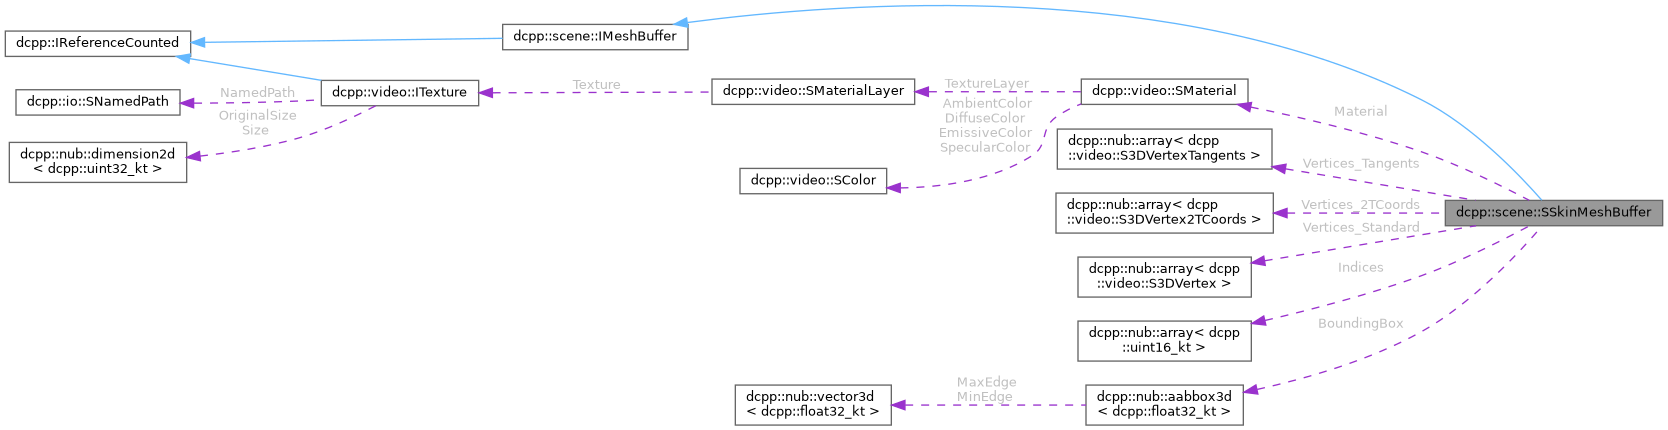 dcpp::IReferenceCounted
dcpp::scene::IMeshBuffer
dcpp::io::SNamedPath
NamedPath
OriginalSize
Size
dcpp::nub::dimension2d
< dcpp::uint32_kt >
dcpp::video::ITexture
Texture
dcpp::video::SMaterialLayer
TextureLayer
AmbientColor
DiffuseColor
EmissiveColor
SpecularColor
dcpp::video::SColor
dcpp::video::SMaterial
Material
dcpp::nub::array< dcpp
::video::S3DVertexTangents >
Vertices_Tangents
dcpp::nub::array< dcpp
::video::S3DVertex2TCoords >
Vertices_2TCoords
Vertices_Standard
dcpp::scene::SSkinMeshBuffer
dcpp::nub::array< dcpp
::video::S3DVertex >
Indices
dcpp::nub::array< dcpp
::uint16_kt >
BoundingBox
dcpp::nub::vector3d
< dcpp::float32_kt >
MaxEdge
MinEdge
dcpp::nub::aabbox3d
< dcpp::float32_kt >